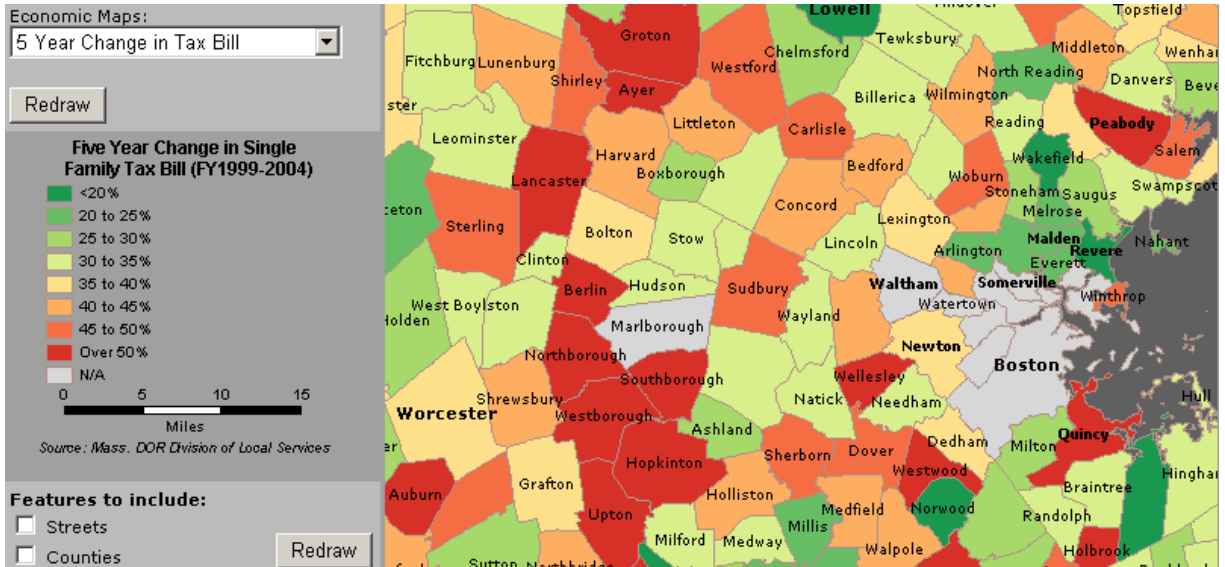 Economic Maps:
5 Year Change in Tax Bill
Redraw
Five Year Change in Single
Family Tax Bill (FY1999-2004)
<20%
20 to 25%
25 to 30%
30 to 35%
35 to 40%
40 to 45%
45 to 50%
Over 50%
N/A
0 5 10 15
Miles
Source: Mass. DOR Division of Local Services
Features to include:
Streets
Counties
Redraw
Lowell
Topsfield
Groton
Tewksbury
Chelmsford
Middleton
Wenha
Fitchburg
Lunenburg
Shirley
Westford
North Reading
Danvers
Beve
Ayer
Billerica
Wilmington
ster
Littleton
Carlisle
Reading
Peabody
Leominster
Harvard
Boxborough
Bedford
Wakefield
Salem
Lancaster
Woburn
Stoneham
Saugus
Swampscot
ceton
Concord
Melrose
Sterling
Bolton
Stow
Lexington
Lincoln
Arlington
Malden
Revere
Nahant
Clinton
Everett
Berlin
Hudson
Sudbury
Waltham
Somerville
Winthrop
West Boylston
Watertown
Holden
Marlborough
Wayland
Northborough
Newton
Boston
Southborough
Wellesley
Shrewsbury
Natick
Needham
Hull
Worcester
Westborough
Ashland
Dedham
Milton
Quincy
Hopkinton
Sherborn
Dover
Westwood
Hingha
Auburn
Grafton
Holliston
Braintree
Upton
Millis
Medfield
Norwood
Randolph
Milford
Medway
Walpole
Holbrook
Sutton
Northbridge